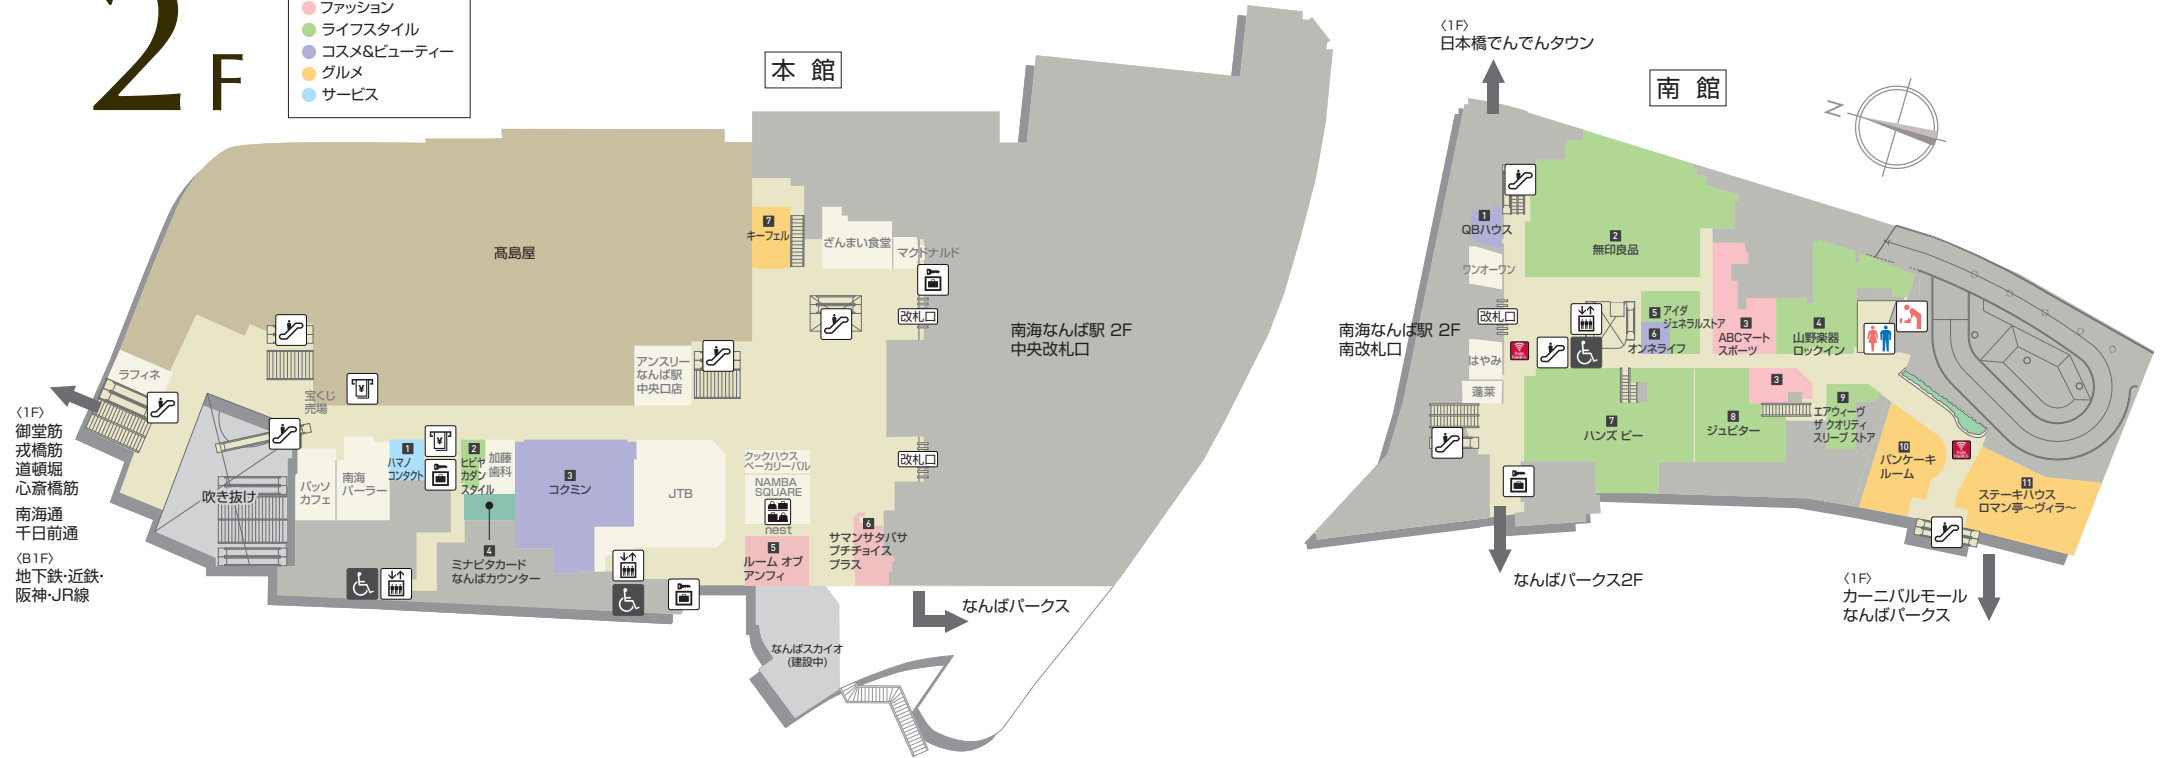 2F
ファッション
ライフスタイル
コスメ&ビューティー
グルメ
サービス
本館
南館
〈1F〉
日本橋でんでんタウン
N
髙島屋
7
キーフェル
ざんまい食堂
マクドナルド
改札口
南海なんば駅 2F
中央改札口
アンスリー
なんば駅
中央口店
ラフィネ
宝くじ
売場
〈1F〉
御堂筋
戎橋筋
道頓堀
心斎橋筋
南海通
千日前通
〈B1F〉
地下鉄・近鉄・
阪神・JR線
吹き抜け
パッソ
カフェ
南海
パーラー
1
ハマノ
コンタクト
2
ヒビヤ
カダン
スタイル
加藤
歯科
3
コクミン
4
ミナピタカード
なんばカウンター
JTB
クックハウス
ベーカリーバル
NAMBA
SQUARE
nest
5
ルーム オブ
アンフィ
6
サマンサタバサ
プチチョイス
プラス
改札口
なんばパークス
なんばスカイオ
(建設中)
1
QBハウス
ワンオーワン
改札口
南海なんば駅 2F
南改札口
はやみ
蓬莱
2
無印良品
5
アイダ
ジェネラルストア
6
オンネライフ
3
ABCマート
スポーツ
4
山野楽器
ロックイン
3
7
ハンズ ビー
8
ジュピター
9
エアウィーヴ
ザ クオリティ
スリープ ストア
10
パンケーキ
ルーム
11
ステーキハウス
ロマン亭〜ヴィラ〜
なんばパークス2F
〈1F〉
カーニバルモール
なんばパークス